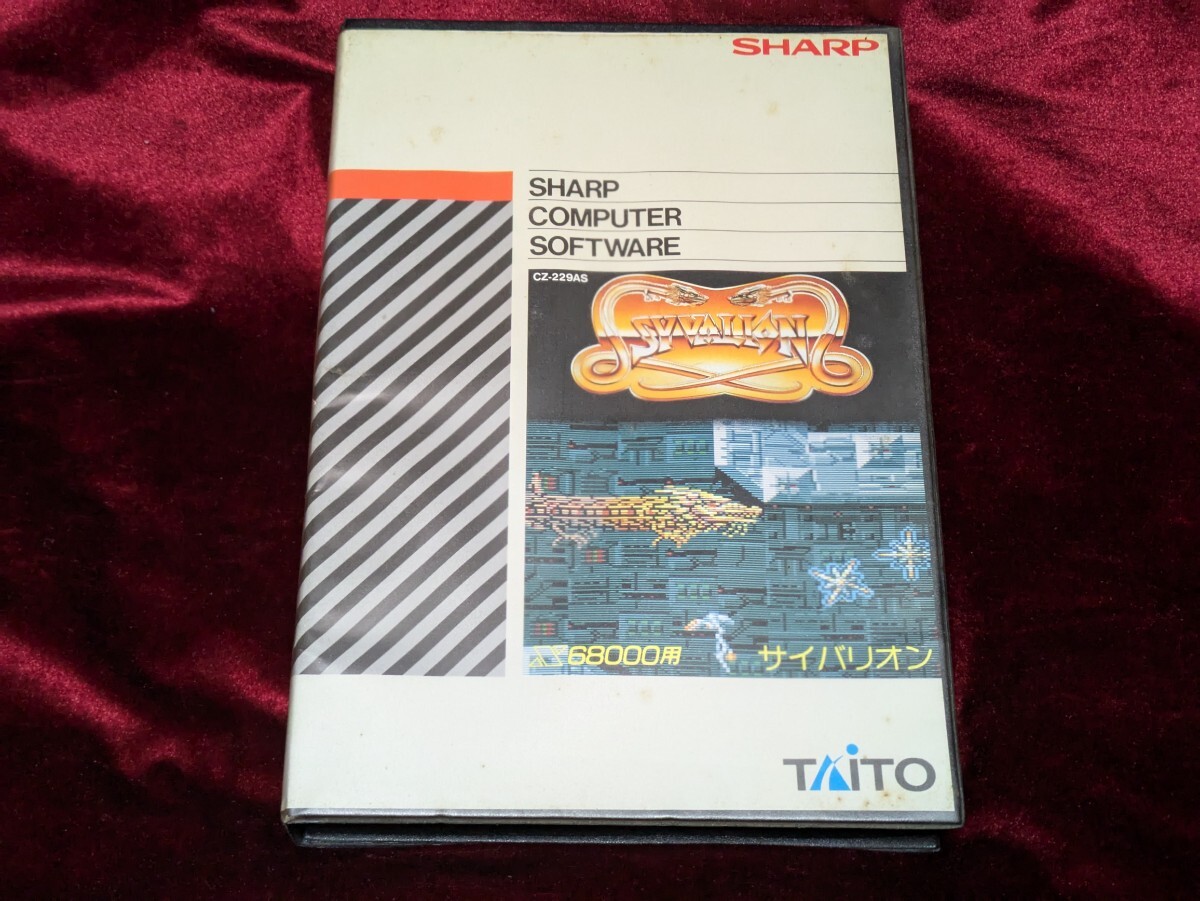 SHARP
SHARP
COMPUTER
SOFTWARE
CZ-229AS
SYVALION
X68000用
サイバリオン
TAITO